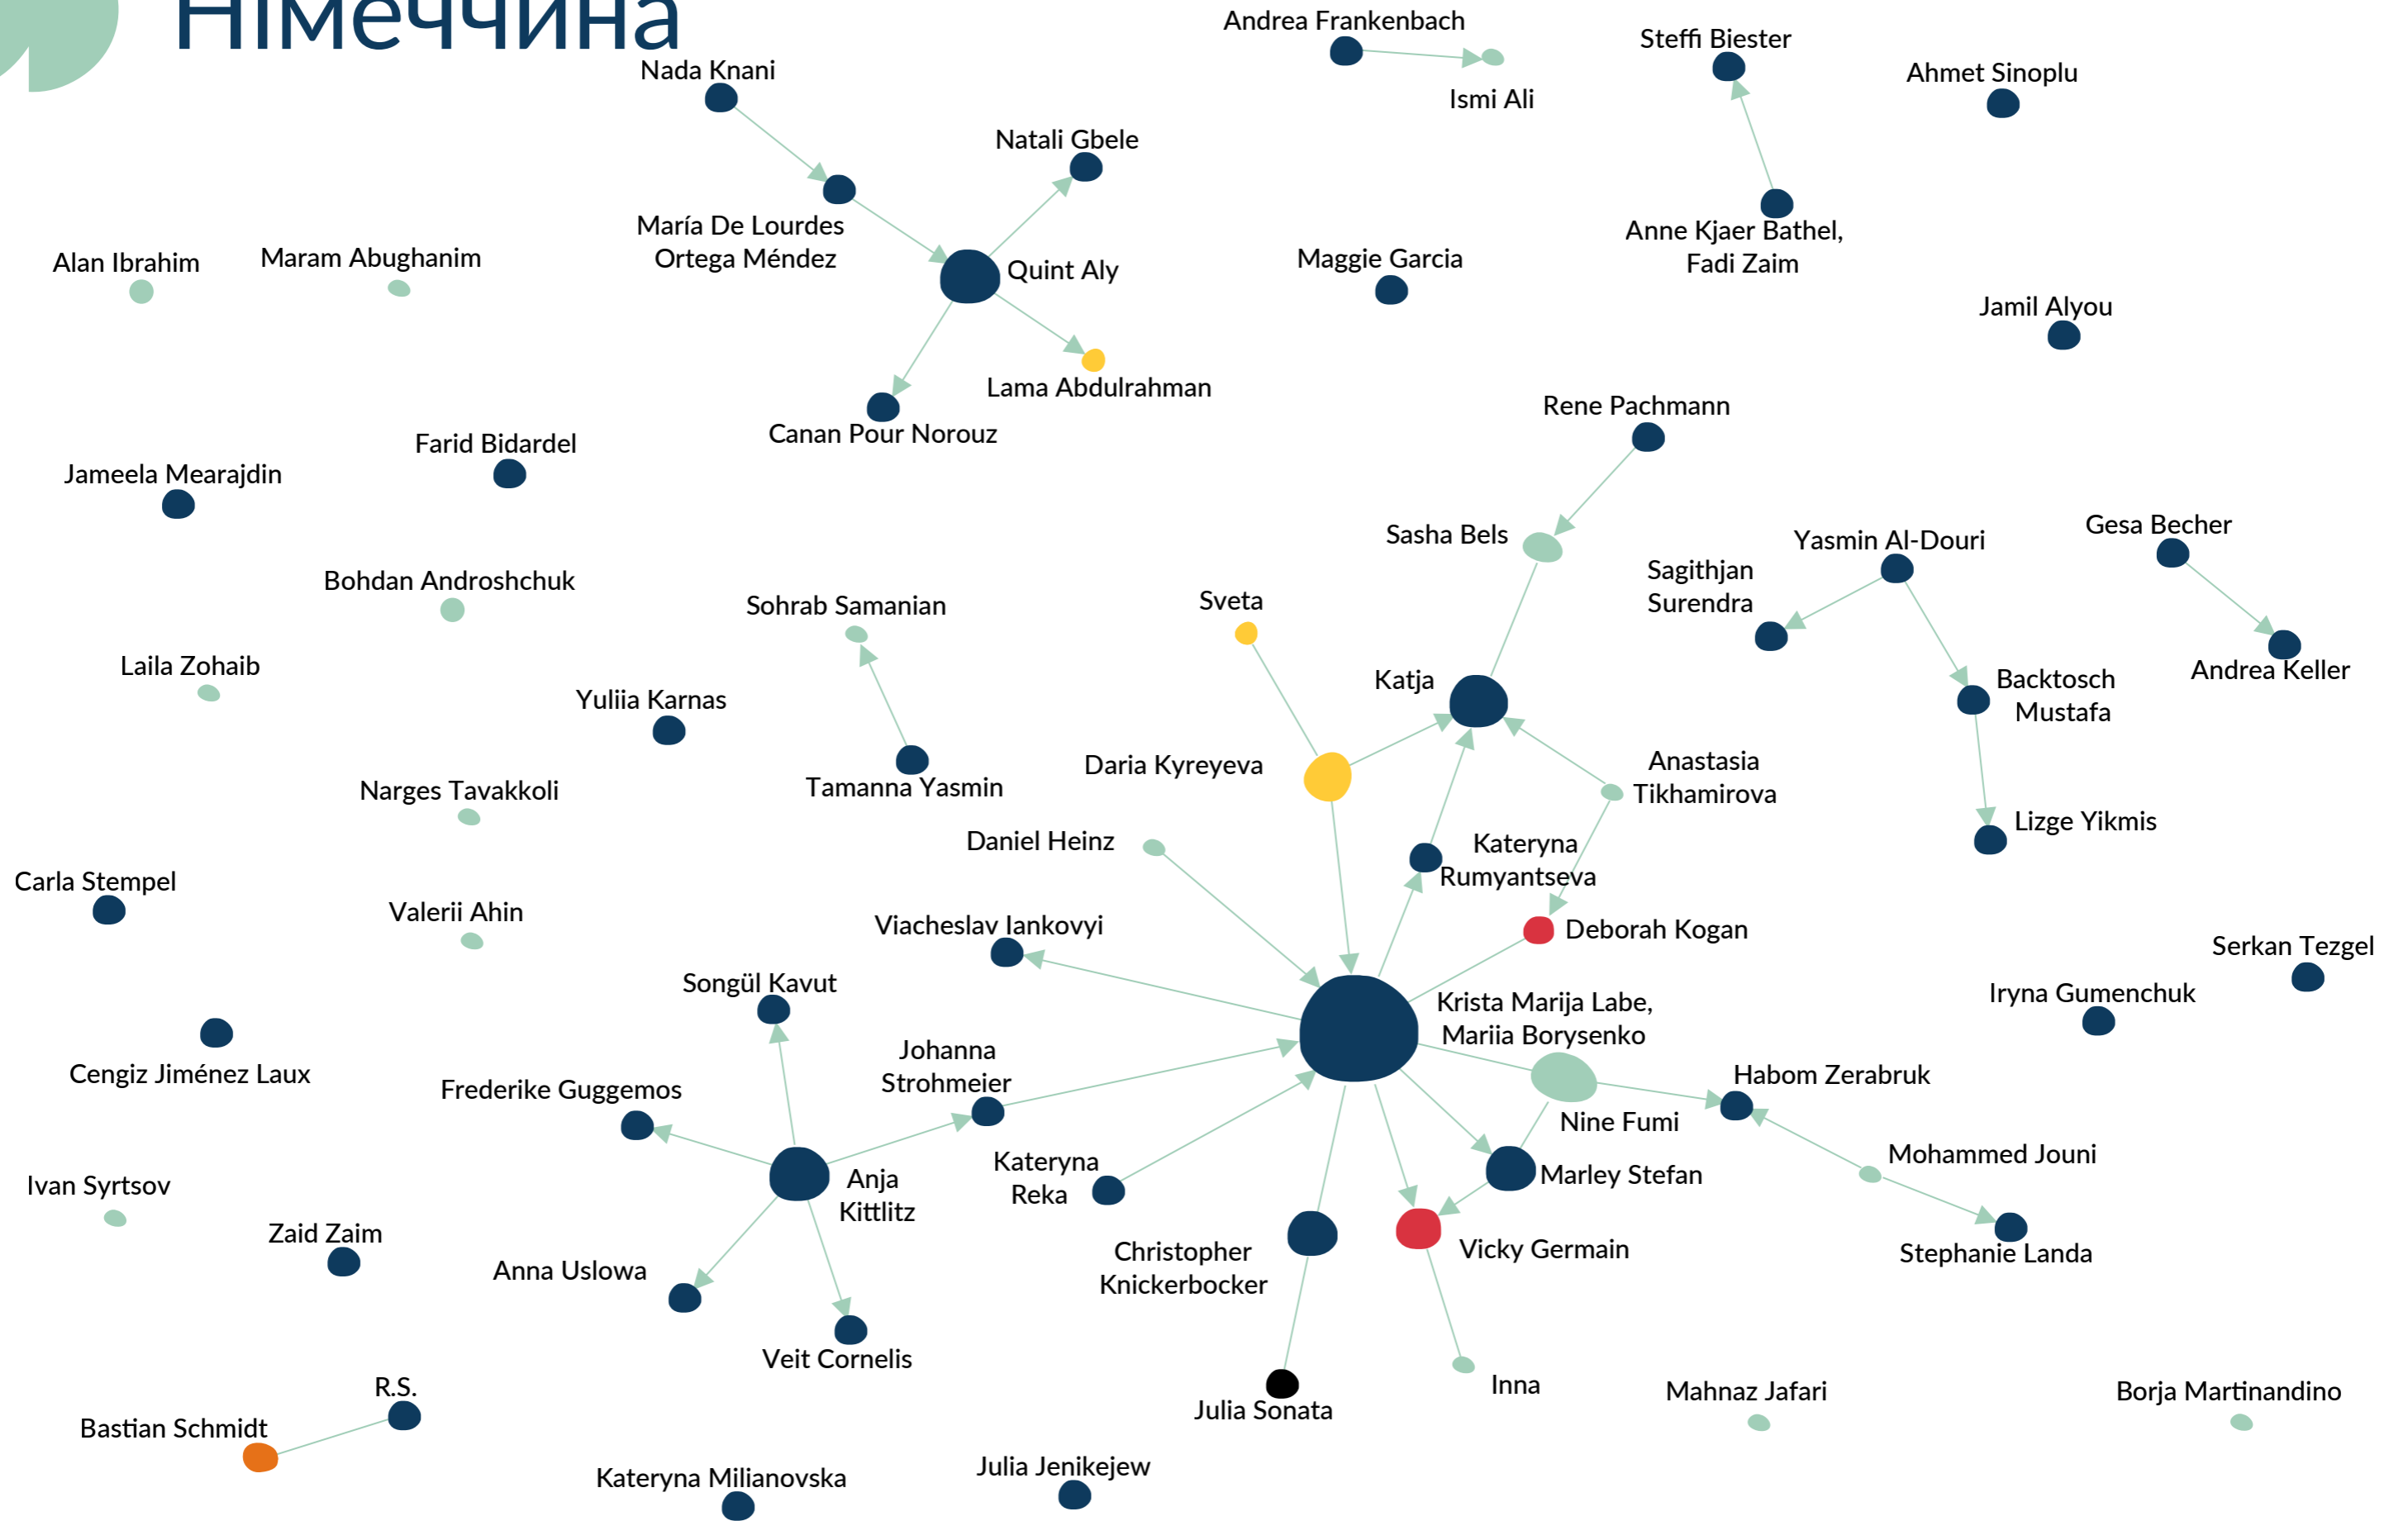 Німеччина
Andrea Frankenbach
Steffi Biester
Nada Knani
Ahmet Sinoplu
Ismi Ali
Natali Gbele
María De Lourdes
Ortega Méndez
Anne Kjaer Bathel,
Fadi Zaim
Alan Ibrahim
Maram Abughanim
Quint Aly
Maggie Garcia
Jamil Alyou
Lama Abdulrahman
Rene Pachmann
Canan Pour Norouz
Farid Bidardel
Jameela Mearajdin
Sasha Bels
Yasmin Al-Douri
Gesa Becher
Sagithjan
Surendra
Bohdan Androshchuk
Sohrab Samanian
Sveta
Laila Zohaib
Andrea Keller
Katja
Backtosch
Mustafa
Yuliia Karnas
Daria Kyreyeva
Anastasia
Tikhamirova
Narges Tavakkoli
Tamanna Yasmin
Lizge Yikmis
Daniel Heinz
Kateryna
Rumyantseva
Carla Stempel
Valerii Ahin
Viacheslav Iankovyi
Deborah Kogan
Serkan Tezgel
Songül Kavut
Iryna Gumenchuk
Krista Marija Labe,
Mariia Borysenko
Johanna
Strohmeier
Cengiz Jiménez Laux
Frederike Guggemos
Habom Zerabruk
Nine Fumi
Mohammed Jouni
Kateryna
Reka
Marley Stefan
Anja
Kittlitz
Ivan Syrtsov
Zaid Zaim
Christopher
Knickerbocker
Vicky Germain
Stephanie Landa
Anna Uslowa
Veit Cornelis
R.S.
Inna
Mahnaz Jafari
Borja Martinandino
Julia Sonata
Bastian Schmidt
Kateryna Milianovska
Julia Jenikejew